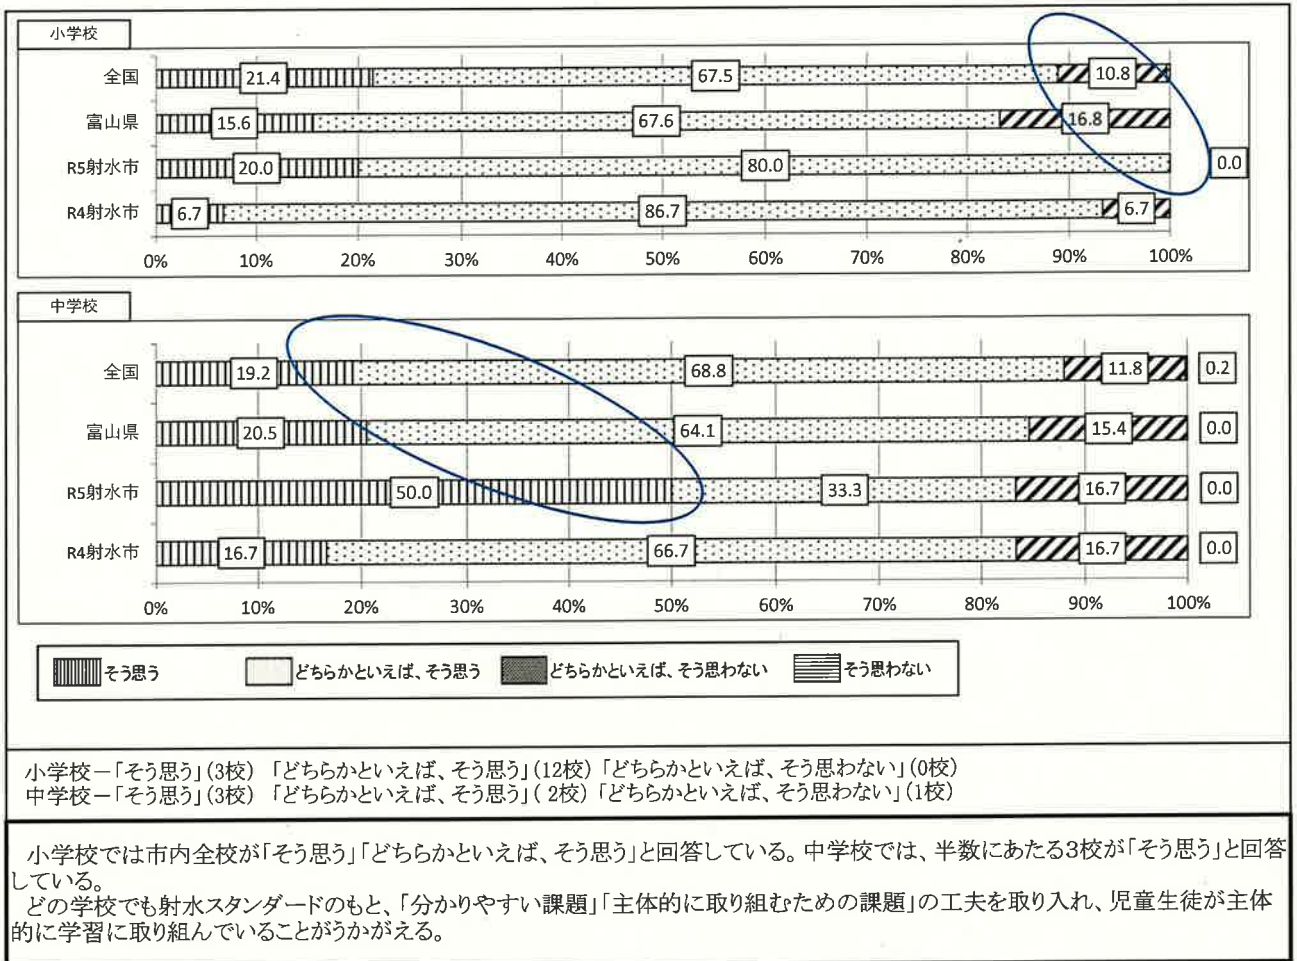 小学校
全国 21.4 67.5 10.8
富山県 15.6 67.6 16.8
R5射水市 20.0 80.0 0.0
R4射水市 6.7 86.7 6.7
0% 10% 20% 30% 40% 50% 60% 70% 80% 90% 100%
中学校
全国 19.2 68.8 11.8 0.2
富山県 20.5 64.1 15.4 0.0
R5射水市 50.0 33.3 16.7 0.0
R4射水市 16.7 66.7 16.7 0.0
0% 10% 20% 30% 40% 50% 60% 70% 80% 90% 100%
そう思う どちらかといえば、そう思う どちらかといえば、そう思わない そう思わない
小学校－「そう思う」(3校) 「どちらかといえば、そう思う」(12校) 「どちらかといえば、そう思わない」(0校)
中学校－「そう思う」(3校) 「どちらかといえば、そう思う」( 2校) 「どちらかといえば、そう思わない」(1校)
小学校では市内全校が「そう思う」「どちらかといえば、そう思う」と回答している。中学校では、半数にあたる3校が「そう思う」と回答
している。
どの学校でも射水スタンダードのもと、「分かりやすい課題」「主体的に取り組むための課題」の工夫を取り入れ、児童生徒が主体
的に学習に取り組んでいることがうかがえる。